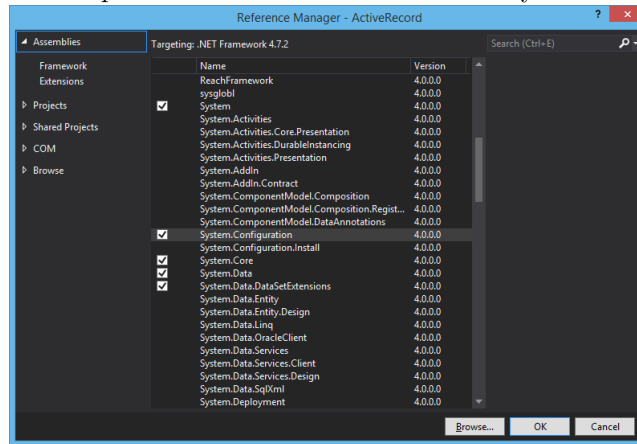 Reference Manager - ActiveRecord ? ×
Assemblies
Targeting: .NET Framework 4.7.2
Search (Ctrl+E)
Framework
Extensions
Projects
Shared Projects
COM
Browse
Name Version
ReachFramework 4.0.0.0
sysglobl 4.0.0.0
System 4.0.0.0
System.Activities 4.0.0.0
System.Activities.Core.Presentation 4.0.0.0
System.Activities.DurableInstancing 4.0.0.0
System.Activities.Presentation 4.0.0.0
System.AddIn 4.0.0.0
System.AddIn.Contract 4.0.0.0
System.ComponentModel.Composition 4.0.0.0
System.ComponentModel.Composition.Regist... 4.0.0.0
System.ComponentModel.DataAnnotations 4.0.0.0
System.Configuration 4.0.0.0
System.Configuration.Install 4.0.0.0
System.Core 4.0.0.0
System.Data 4.0.0.0
System.Data.DataSetExtensions 4.0.0.0
System.Data.Entity 4.0.0.0
System.Data.Entity.Design 4.0.0.0
System.Data.Linq 4.0.0.0
System.Data.OracleClient 4.0.0.0
System.Data.Services 4.0.0.0
System.Data.Services.Client 4.0.0.0
System.Data.Services.Design 4.0.0.0
System.Data.SqlXml 4.0.0.0
System.Deployment 4.0.0.0
Browse... OK Cancel